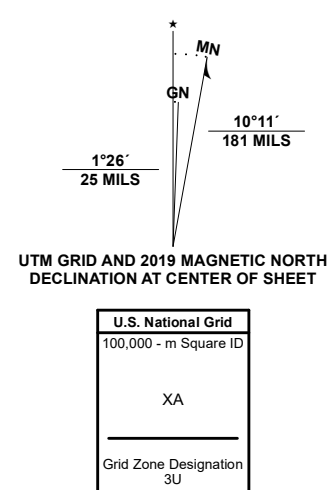 ★
MN
GN
1°26´
25 MILS
10°11´
181 MILS
UTM GRID AND 2019 MAGNETIC NORTH
DECLINATION AT CENTER OF SHEET
U.S. National Grid
100,000 - m Square ID
XA
Grid Zone Designation
3U